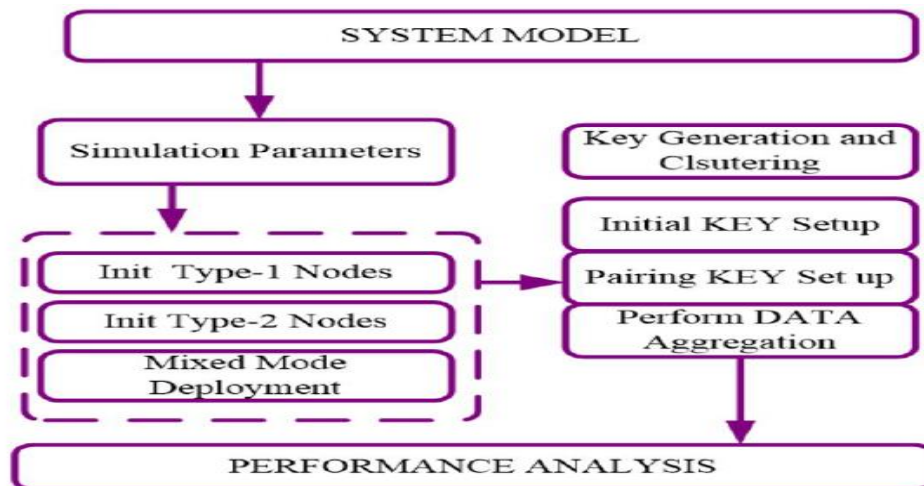 SYSTEM MODEL
Simulation Parameters
Init Type-1 Nodes
Init Type-2 Nodes
Mixed Mode
Deployment
Key Generation and
Clsutering
Initial KEY Setup
Pairing KEY Set up
Perform DATA
Aggregation
PERFORMANCE ANALYSIS